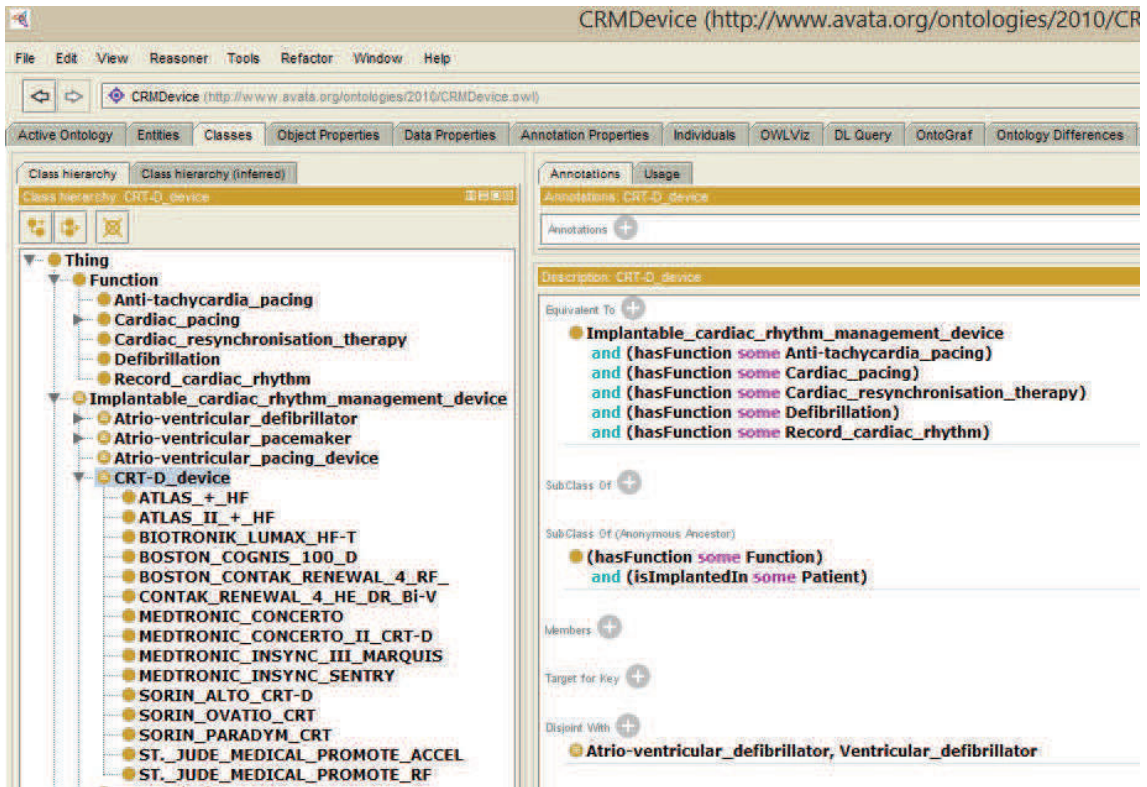 CRMDevice (http://www.avata.org/ontologies/2010/CR
File Edit View Reasoner Tools Refactor Window Help
CRMDevice (http://www.avata.org/ontologies/2010/CRMDevice.owl)
Active Ontology Entities Classes Object Properties Data Properties Annotation Properties Individuals OWLViz DL Query OntoGraf Ontology Differences
Class hierarchy Class hierarchy (inferred)
Class hierarchy: CRT-D_device
Thing
Function
Anti-tachycardia_pacing
Cardiac_pacing
Cardiac_resynchronisation_therapy
Defibrillation
Record_cardiac_rhythm
Implantable_cardiac_rhythm_management_device
Atrio-ventricular_defibrillator
Atrio-ventricular_pacemaker
Atrio-ventricular_pacing_device
CRT-D_device
ATLAS_+_HF
ATLAS_II_+_HF
BIOTRONIK_LUMAX_HF-T
BOSTON_COGNIS_100_D
BOSTON_CONTAK_RENEWAL_4_RF_
CONTAK_RENEWAL_4_HE_DR_Bi-V
MEDTRONIC_CONCERTO
MEDTRONIC_CONCERTO_II_CRT-D
MEDTRONIC_INSYNC_III_MARQUIS
MEDTRONIC_INSYNC_SENTRY
SORIN_ALTO_CRT-D
SORIN_OVATIO_CRT
SORIN_PARADYM_CRT
ST._JUDE_MEDICAL_PROMOTE_ACCEL
ST._JUDE_MEDICAL_PROMOTE_RF
Annotations Usage
Annotations: CRT-D_device
Annotations
Description: CRT-D_device
Equivalent To
Implantable_cardiac_rhythm_management_device
and (hasFunction some Anti-tachycardia_pacing)
and (hasFunction some Cardiac_pacing)
and (hasFunction some Cardiac_resynchronisation_therapy)
and (hasFunction some Defibrillation)
and (hasFunction some Record_cardiac_rhythm)
SubClass Of
SubClass Of (Anonymous Ancestor)
(hasFunction some Function)
and (isImplantedIn some Patient)
Members
Target for Key
Disjoint With
Atrio-ventricular_defibrillator, Ventricular_defibrillator